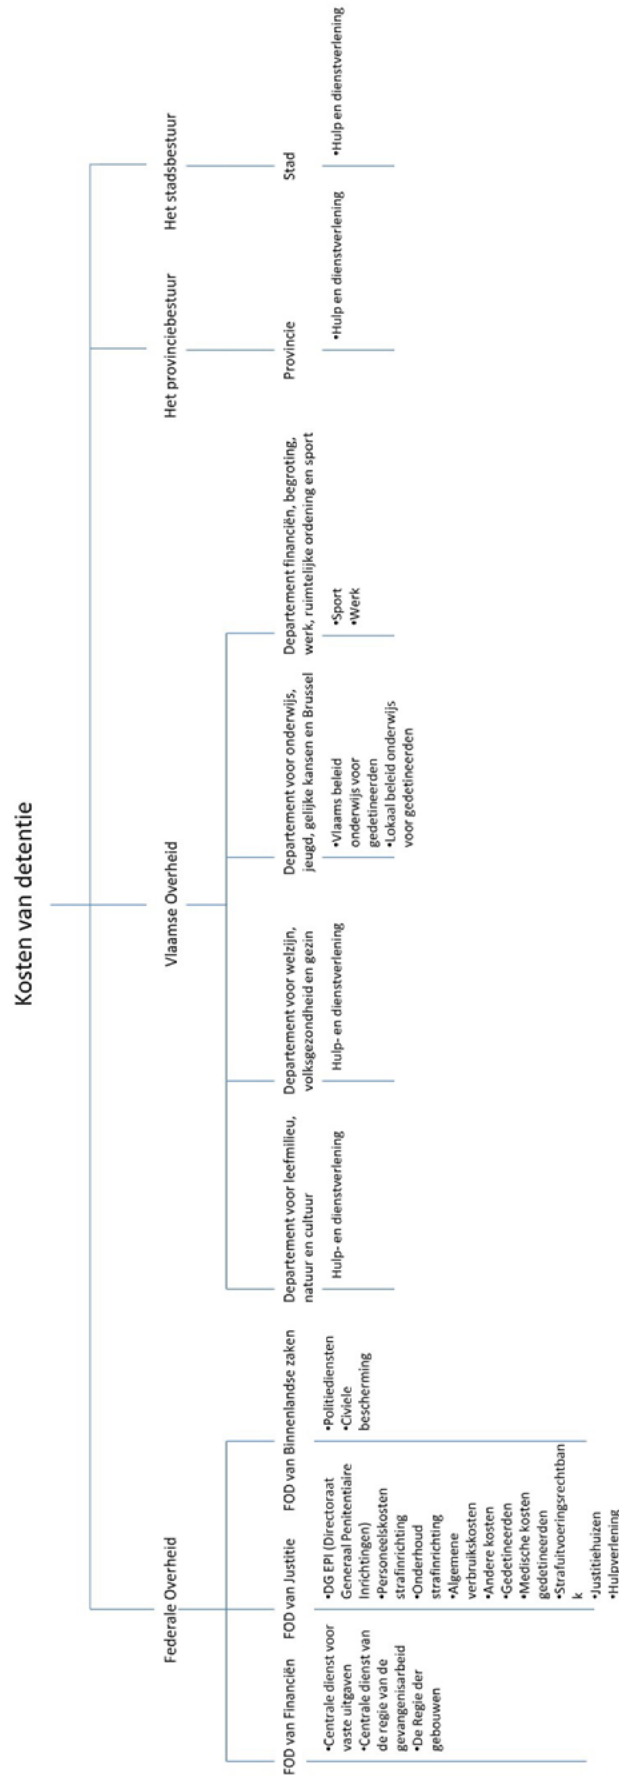 Kosten van detentie
Federale Overheid
FOD van Financiën
•Centrale dienst voor
vaste uitgaven
•Centrale dienst van
de regie van de
gevangenisarbeid
•De Regie der
gebouwen
FOD van Justitie
•DG EPI (Directoraat
Generaal Penitentiaire
Inrichtingen)
•Personeelskosten
strafinrichting
•Onderhoud
strafinrichting
•Algemene
verbruikskosten
•Andere kosten
•Gedetineerden
•Medische kosten
gedetineerden
•Strafuitvoeringsrechtban
k
•Justitiehuizen
•Hulpverlening
FOD van Binnenlandse zaken
•Politiediensten
•Civiele
bescherming
Vlaamse Overheid
Departement voor leefmilieu,
natuur en cultuur
Hulp- en dienstverlening
Departement voor welzijn,
volksgezondheid en gezin
Hulp- en dienstverlening
Departement voor onderwijs,
jeugd, gelijke kansen en Brussel
•Vlaams beleid
onderwijs voor
gedetineerden
•Lokaal beleid onderwijs
voor gedetineerden
Departement financiën, begroting,
werk, ruimtelijke ordening en sport
•Sport
•Werk
Het provinciebestuur
Provincie
•Hulp en dienstverlening
Het stadsbestuur
Stad
•Hulp en dienstverlening